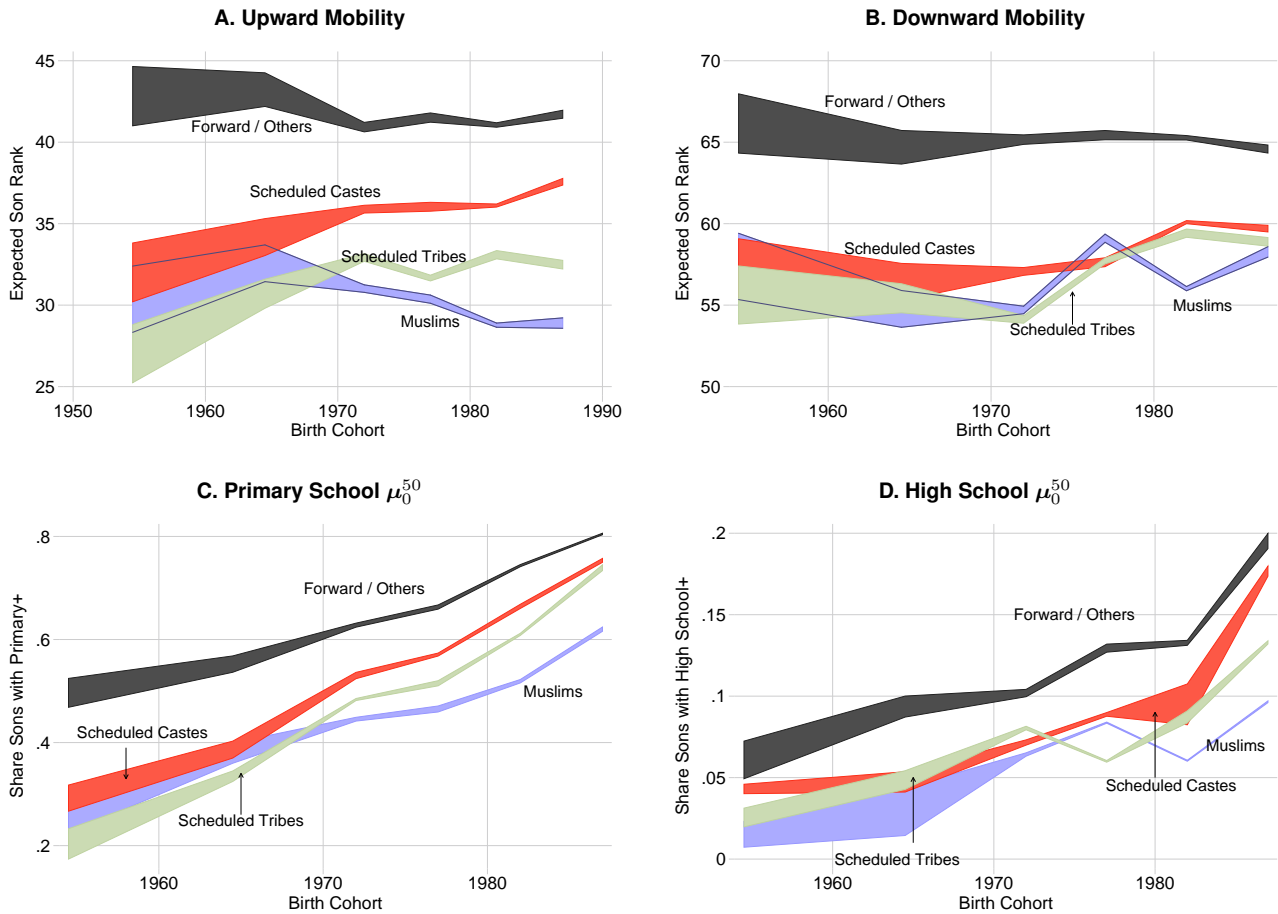 A. Upward Mobility
45
40
35
30
25
Expected Son Rank
Forward / Others
Scheduled Castes
Scheduled Tribes
Muslims
1950
1960
1970
1980
1990
Birth Cohort
B. Downward Mobility
70
65
60
55
50
Expected Son Rank
Forward / Others
Scheduled Castes
Scheduled Tribes
Muslims
1960
1970
1980
Birth Cohort
C. Primary School μ₀⁵⁰
.8
.6
.4
.2
Share Sons with Primary+
Forward / Others
Scheduled Castes
Muslims
Scheduled Tribes
1960
1970
1980
Birth Cohort
D. High School μ₀⁵⁰
.2
.15
.1
.05
0
Share Sons with High School+
Forward / Others
Muslims
Scheduled Castes
Scheduled Tribes
1960
1970
1980
Birth Cohort